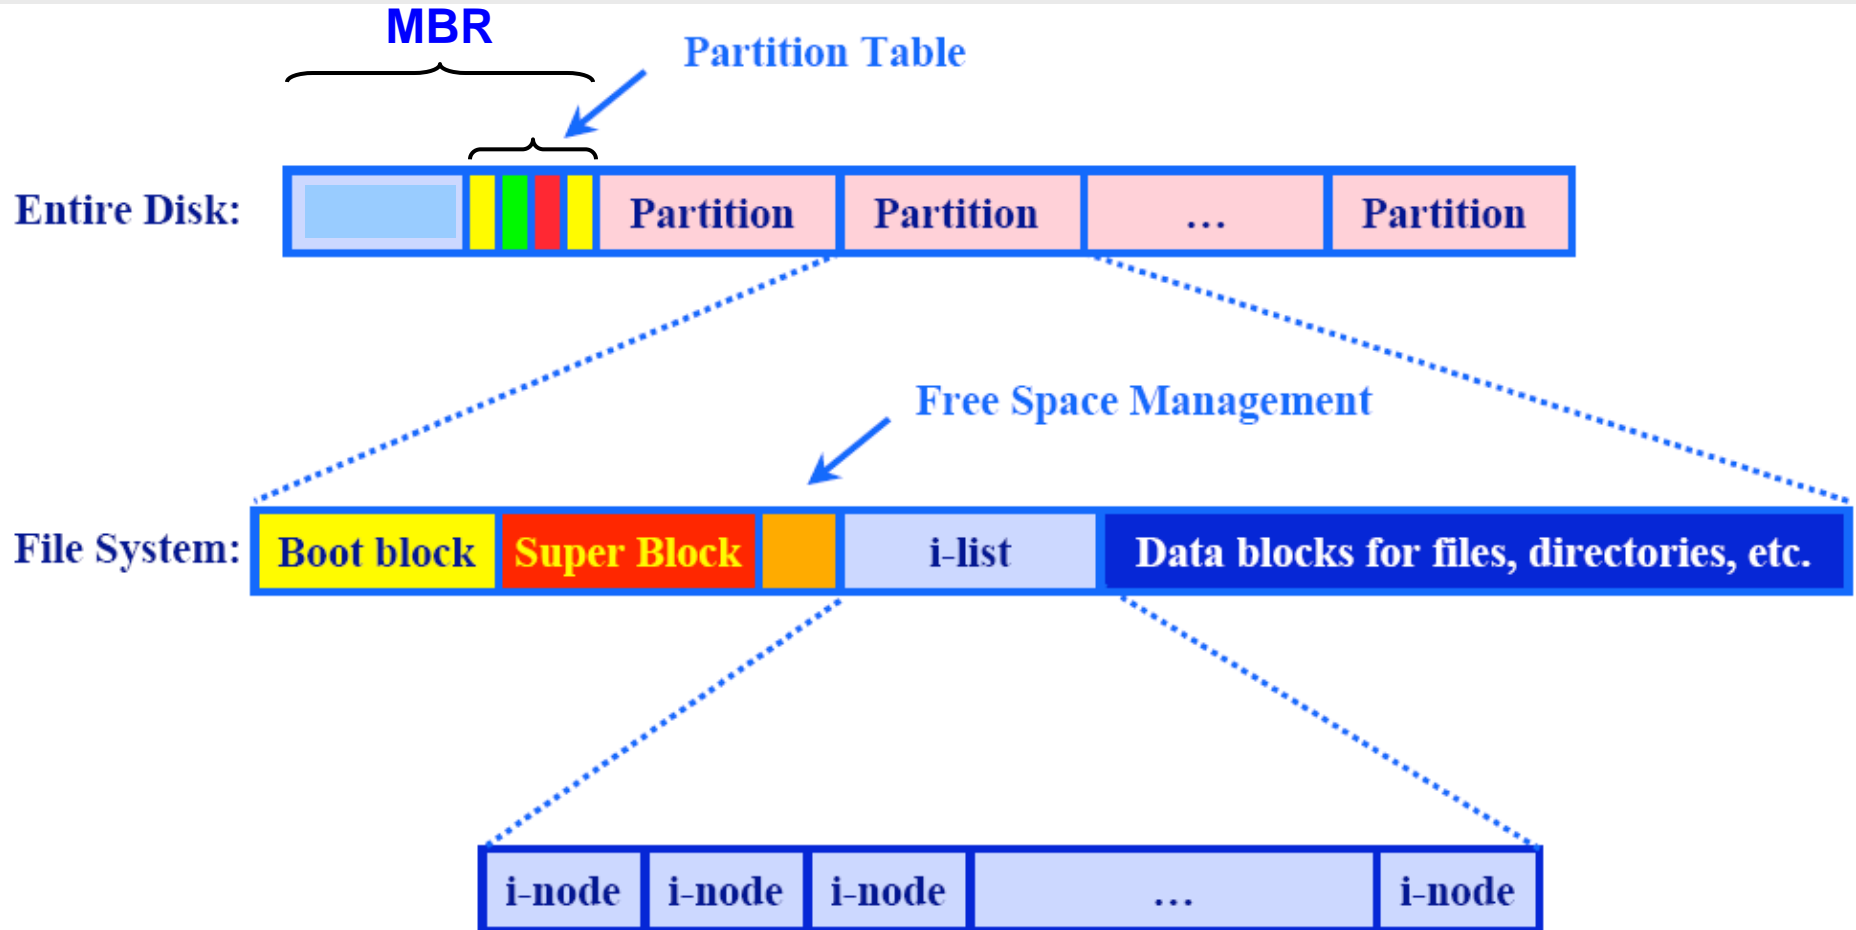 MBR
Partition Table
Entire Disk: Partition Partition ... Partition
Free Space Management
File System: Boot block Super Block i-list Data blocks for files, directories, etc.
i-node i-node i-node ... i-node